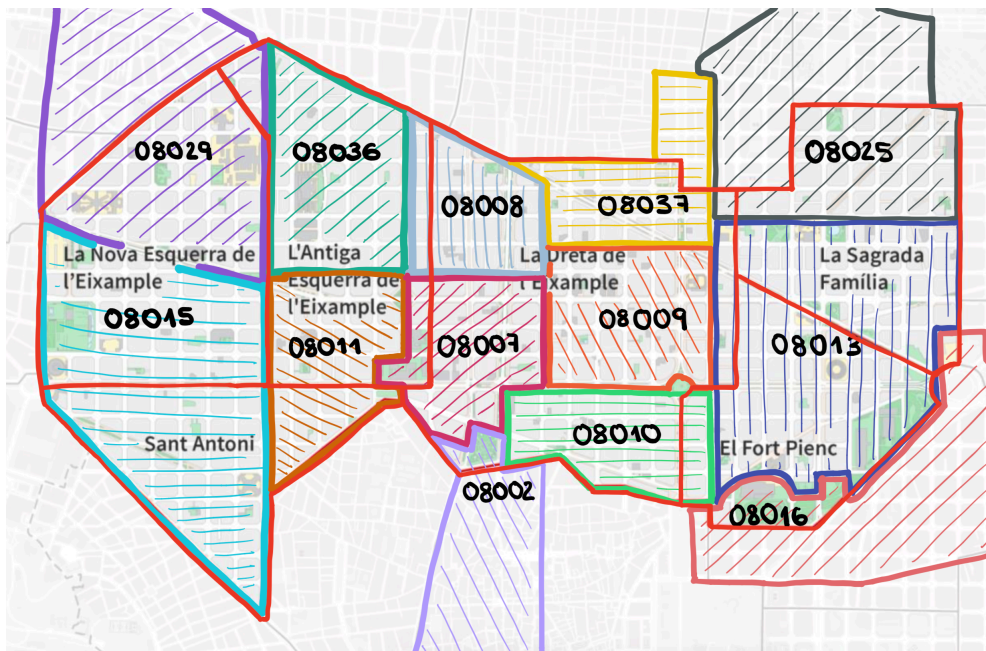 08029
08036
08025
08008
08037
La Nova Esquerra de
l'Eixample
L'Antiga
Esquerra de
l'Eixample
La Dreta de
l'Eixample
La Sagrada
Família
08015
08011
08007
08009
08013
Sant Antoni
08010
El Fort Pienc
08002
08016